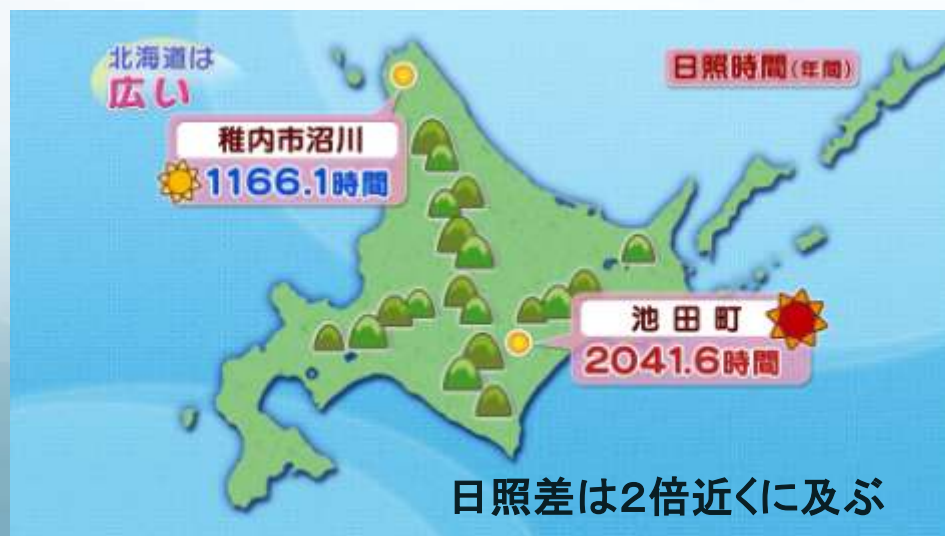 北海道は
広い
日照時間(年間)
稚内市沼川
1166.1時間
池田町
2041.6時間
日照差は2倍近くに及ぶ